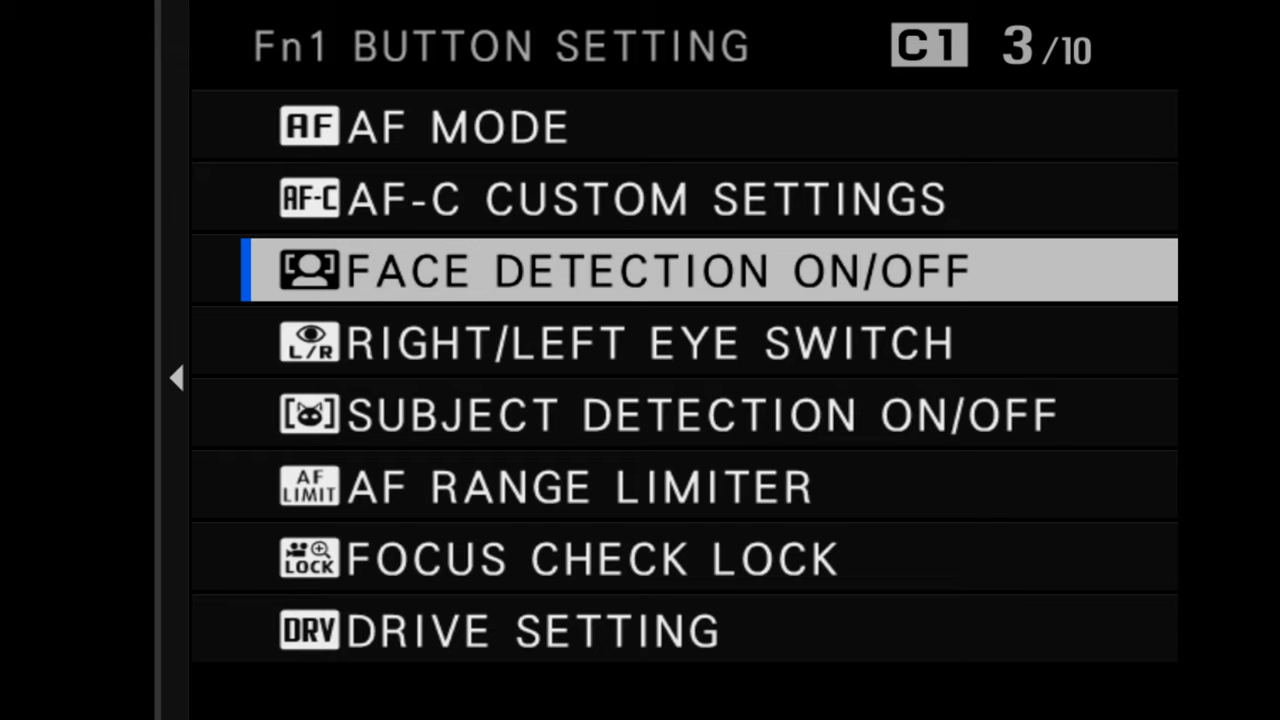 Fn1 BUTTON SETTING C1 3/10
AF AF MODE
AF-C AF-C CUSTOM SETTINGS
FACE DETECTION ON/OFF
L/R RIGHT/LEFT EYE SWITCH
SUBJECT DETECTION ON/OFF
AF LIMIT AF RANGE LIMITER
LOCK FOCUS CHECK LOCK
DRV DRIVE SETTING